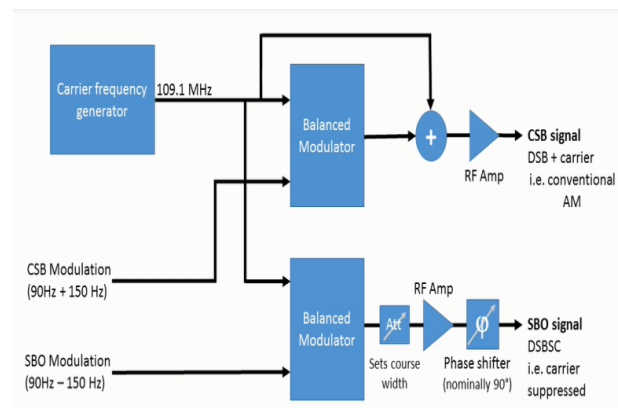 Carrier frequency
generator
109.1 MHz
Balanced
Modulator
+
RF Amp
CSB signal
DSB + carrier
i.e. conventional
AM
CSB Modulation
(90Hz + 150 Hz)
SBO Modulation
(90Hz – 150 Hz)
Balanced
Modulator
Att
Sets course
width
RF Amp
φ
Phase shifter
(nominally 90°)
SBO signal
DSBSC
i.e. carrier
suppressed